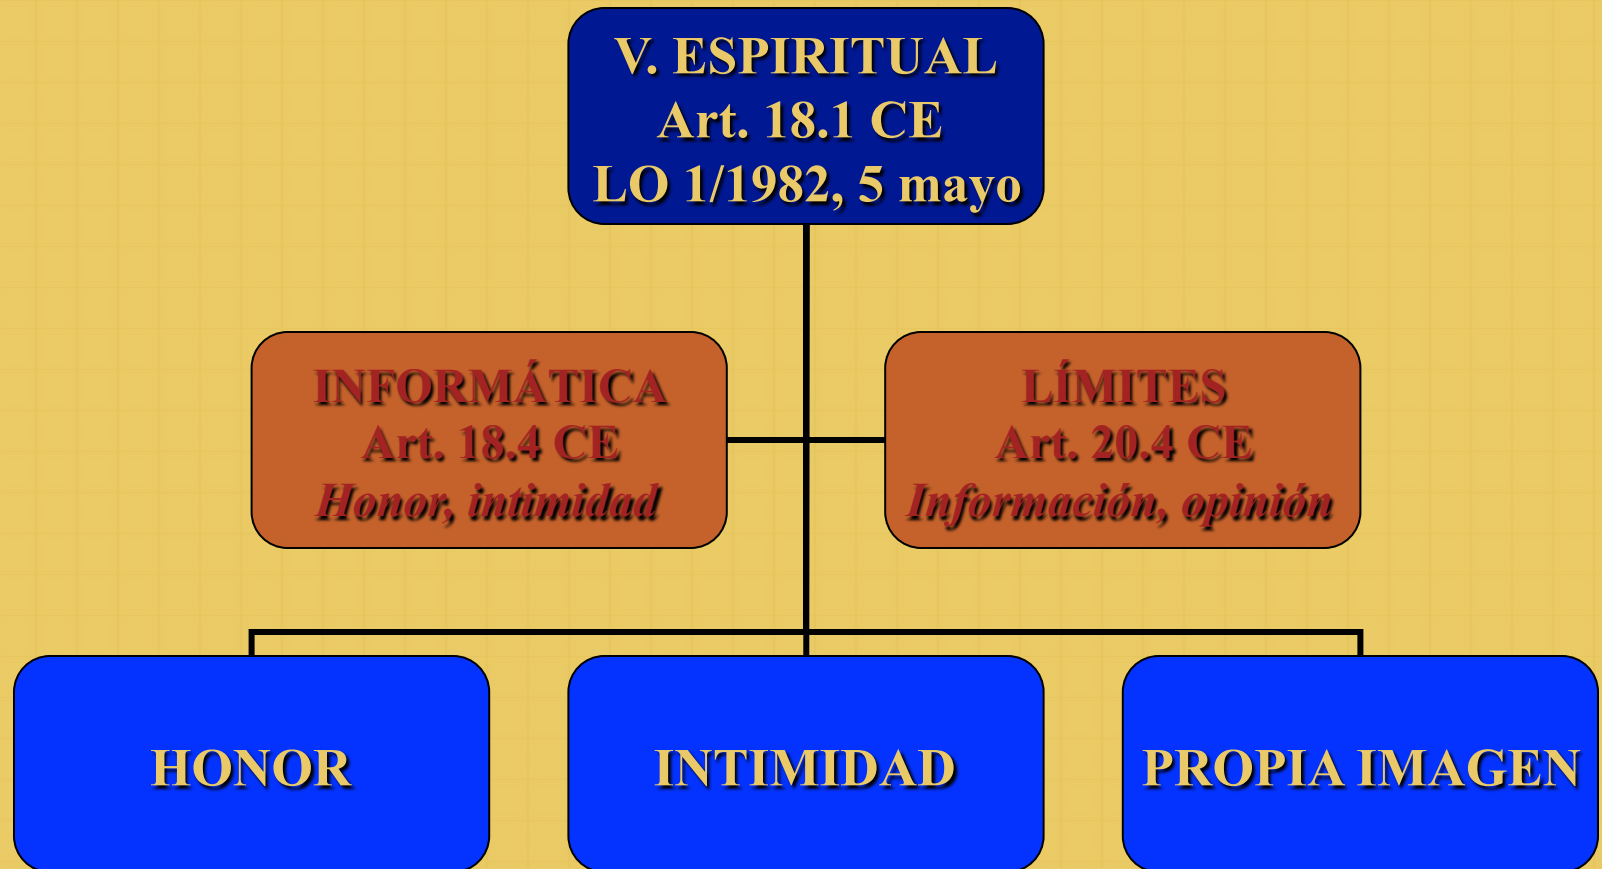 V. ESPIRITUAL
Art. 18.1 CE
LO 1/1982, 5 mayo
INFORMÁTICA
Art. 18.4 CE
Honor, intimidad
LÍMITES
Art. 20.4 CE
Información, opinión
HONOR
INTIMIDAD
PROPIA IMAGEN